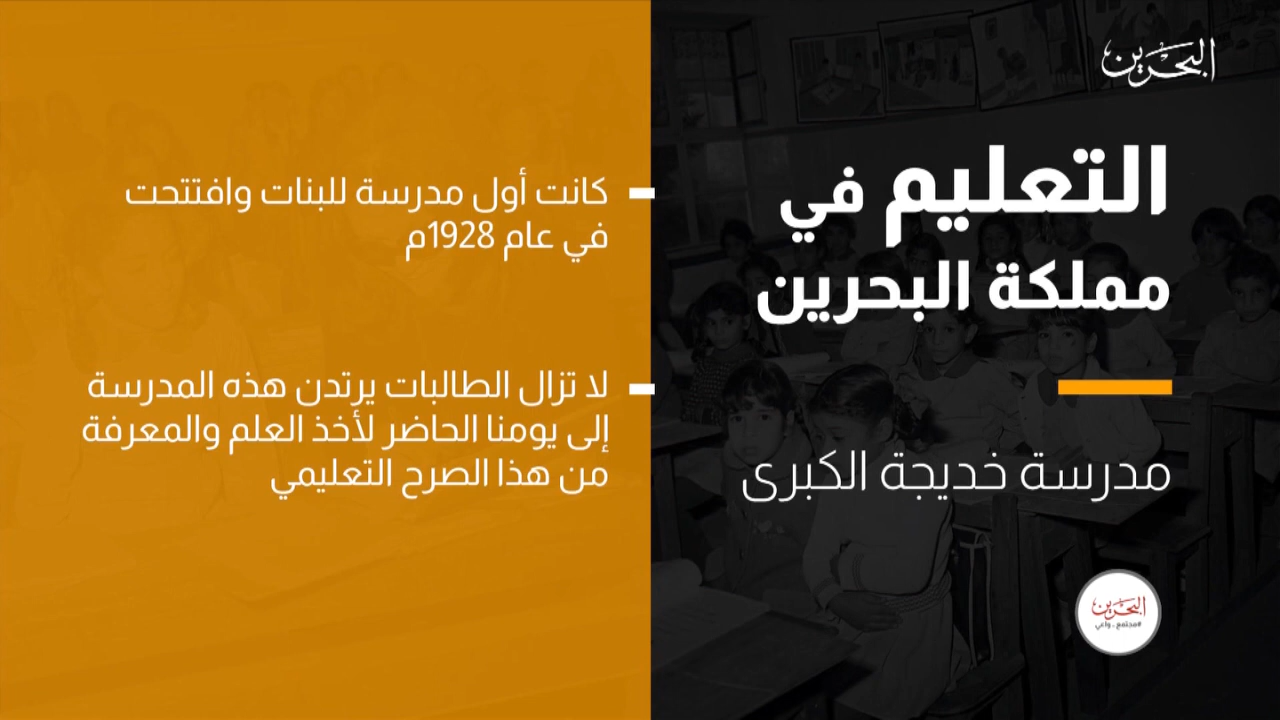 البحرين
التعليم في
مملكة البحرين
مدرسة خديجة الكبرى
كانت أول مدرسة للبنات وافتتحت
في عام 1928م
لا تزال الطالبات يرتدن هذه المدرسة
إلى يومنا الحاضر لأخذ العلم والمعرفة
من هذا الصرح التعليمي
البحرين
#مجتمع_واعي